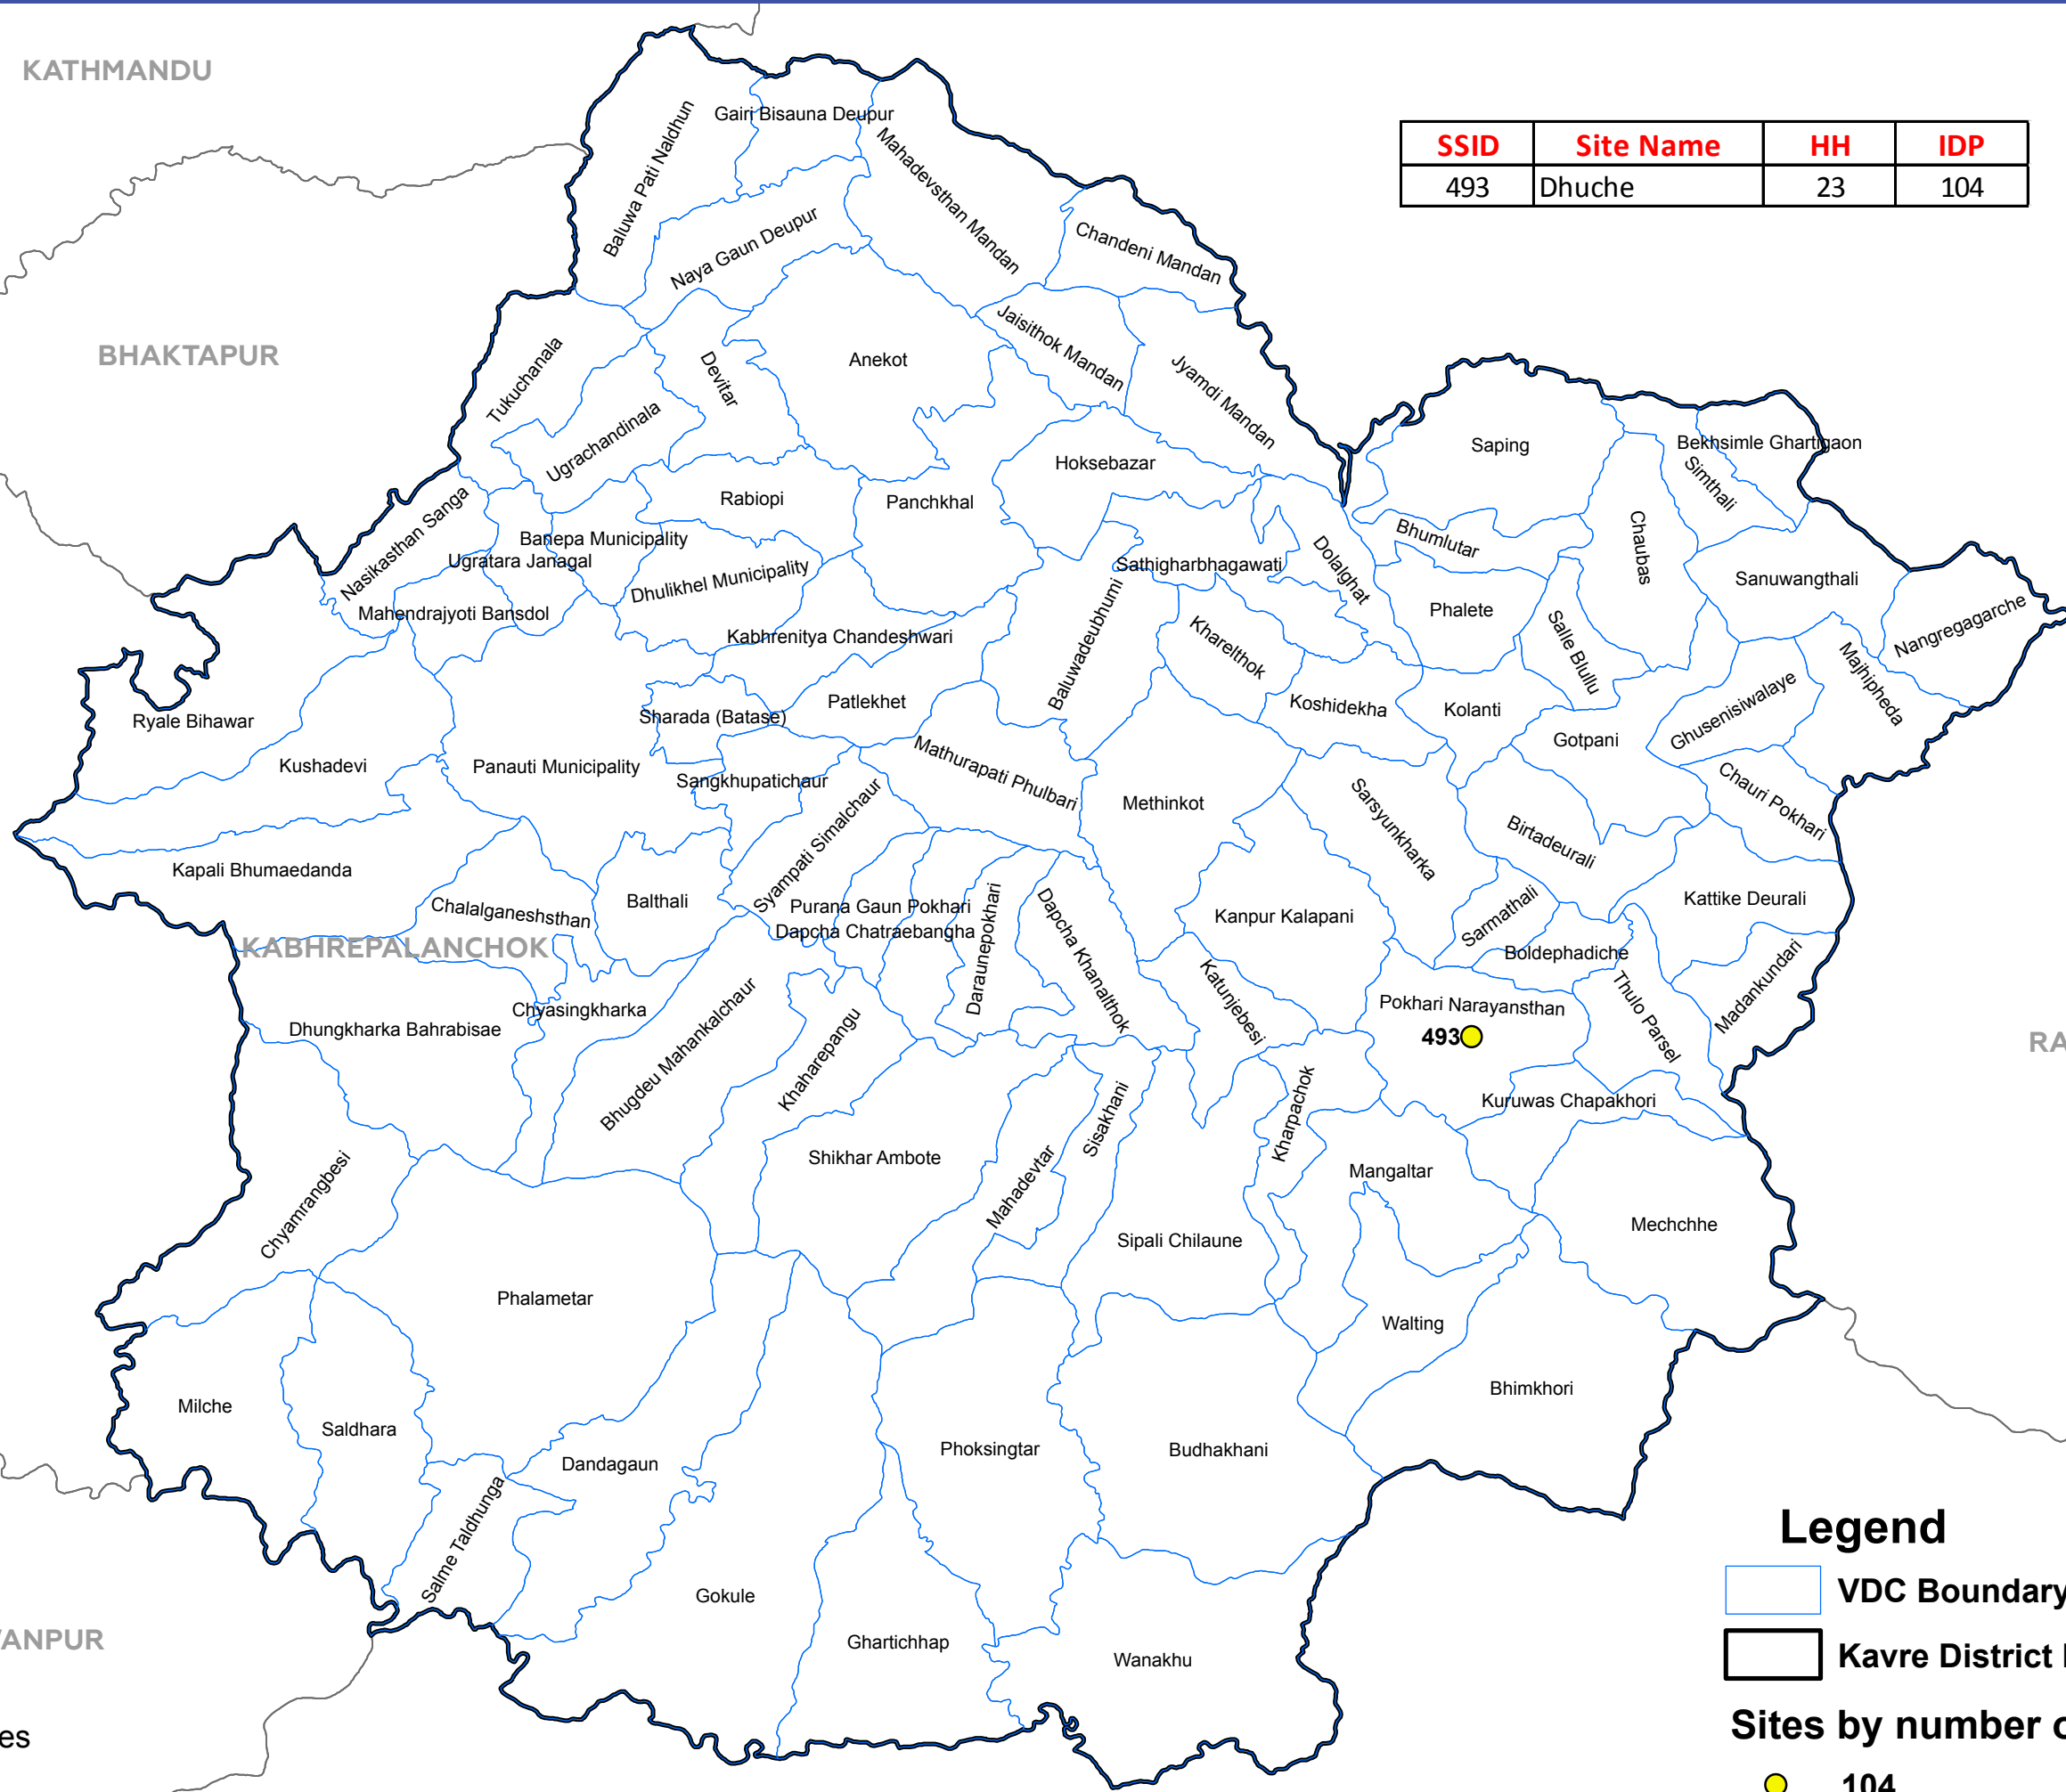 KATHMANDU
Gairi Bisauna Deupur
Baluwa Pati Naldhun
Mahadevsthan Mandan
SSID Site Name HH IDP
493 Dhuche 23 104
Naya Gaun Deupur
Chandeni Mandan
BHAKTAPUR
Tukuchanala
Devitar
Anekot
Jaisithok Mandan
Jyamdi Mandan
Ugrachandinala
Hoksebazar
Saping
Bekhsimle Ghartigaon
Simthali
Nasikasthan Sanga
Rabiopi
Panchkhal
Banepa Municipality
Ugratara Janagal
Bhumlutar
Chaubas
Sathigharbhagawati
Dolalghat
Sanuwangthali
Dhulikhel Municipality
Mahendrajyoti Bansdol
Phalete
Nangregagarche
Kabhrenitya Chandeshwari
Baluwadeubhumi
Kharelthok
Salle Blullu
Majhipheda
Ryale Bihawar
Sharada (Batase)
Patlekhet
Koshidekha
Kolanti
Ghusenisiwalaye
Gotpani
Kushadevi
Panauti Municipality
Sangkhupatichaur
Mathurapati Phulbari
Methinkot
Chauri Pokhari
Syampati Simalchaur
Sarsyunkharka
Birtadeurali
Kapali Bhumaedanda
Balthali
Chalalganeshsthan
Purana Gaun Pokhari
Dapcha Chatraebangha
Daraunepokhari
Dapcha Khanalthok
Kanpur Kalapani
Sarmathali
Kattike Deurali
KABHREPALANCHOK
Boldephadiche
Madankundari
Chyasingkharka
Dhungkharka Bahrabisae
Bhugdeu Mahankalchaur
Khaharepangu
Katunjebesi
Pokhari Narayansthan
493
Thulo Parsel
RA
Kuruwas Chapakhori
Kharpachok
Sisakhani
Shikhar Ambote
Mahadevtar
Mangaltar
Chyamrangbesi
Sipali Chilaune
Mechchhe
Phalametar
Walting
Milche
Saldhara
Bhimkhori
Dandagaun
Phoksingtar
Budhakhani
Salme Taldhunga
Gokule
Ghartichhap
Wanakhu
ANPUR
es
Legend
VDC Boundary
Kavre District
Sites by number
104